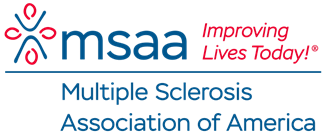 msaa
Improving
Lives Today!®
Multiple Sclerosis
Association of America